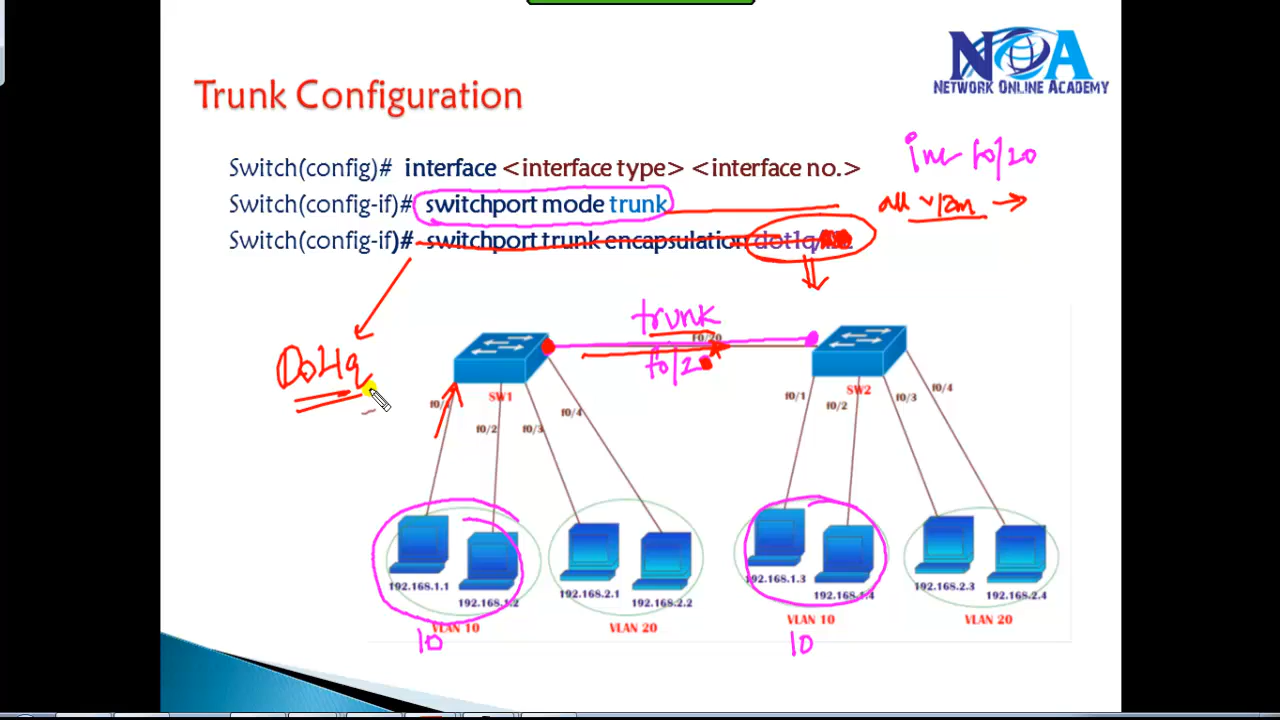 NOA
NETWORK ONLINE ACADEMY
Trunk Configuration
Switch(config)# interface <interface type> <interface no.>
int f0/20
Switch(config-if)# switchport mode trunk
all vlan
Switch(config-if)# switchport trunk encapsulation dot1q/
trunk
f0/20
f0/20
Dot1q
SW1
SW2
f0/2
f0/3
f0/4
f0/1
f0/2
f0/3
f0/4
192.168.1.1
192.168.1.2
192.168.2.1
192.168.2.2
192.168.1.3
192.168.1.4
192.168.2.3
192.168.2.4
VLAN 10
VLAN 20
VLAN 10
VLAN 20
10
10